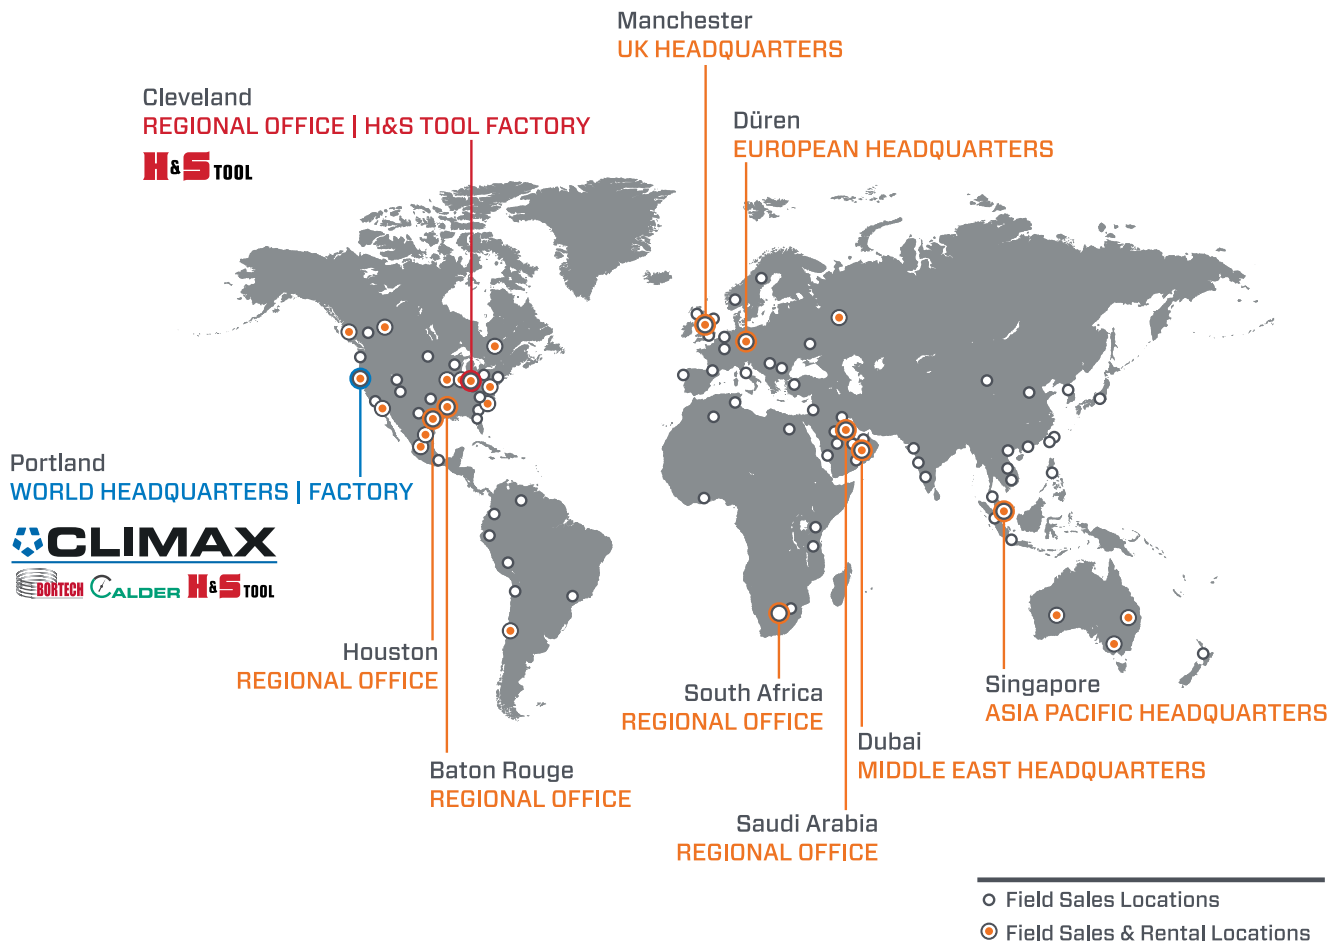 Manchester
UK HEADQUARTERS
Cleveland
REGIONAL OFFICE | H&S TOOL FACTORY
H&S TOOL
Düren
EUROPEAN HEADQUARTERS
Portland
WORLD HEADQUARTERS | FACTORY
CLIMAX
BORTECH CALDER H&S TOOL
Houston
REGIONAL OFFICE
Baton Rouge
REGIONAL OFFICE
South Africa
REGIONAL OFFICE
Singapore
ASIA PACIFIC HEADQUARTERS
Dubai
MIDDLE EAST HEADQUARTERS
Saudi Arabia
REGIONAL OFFICE
Field Sales Locations
Field Sales & Rental Locations